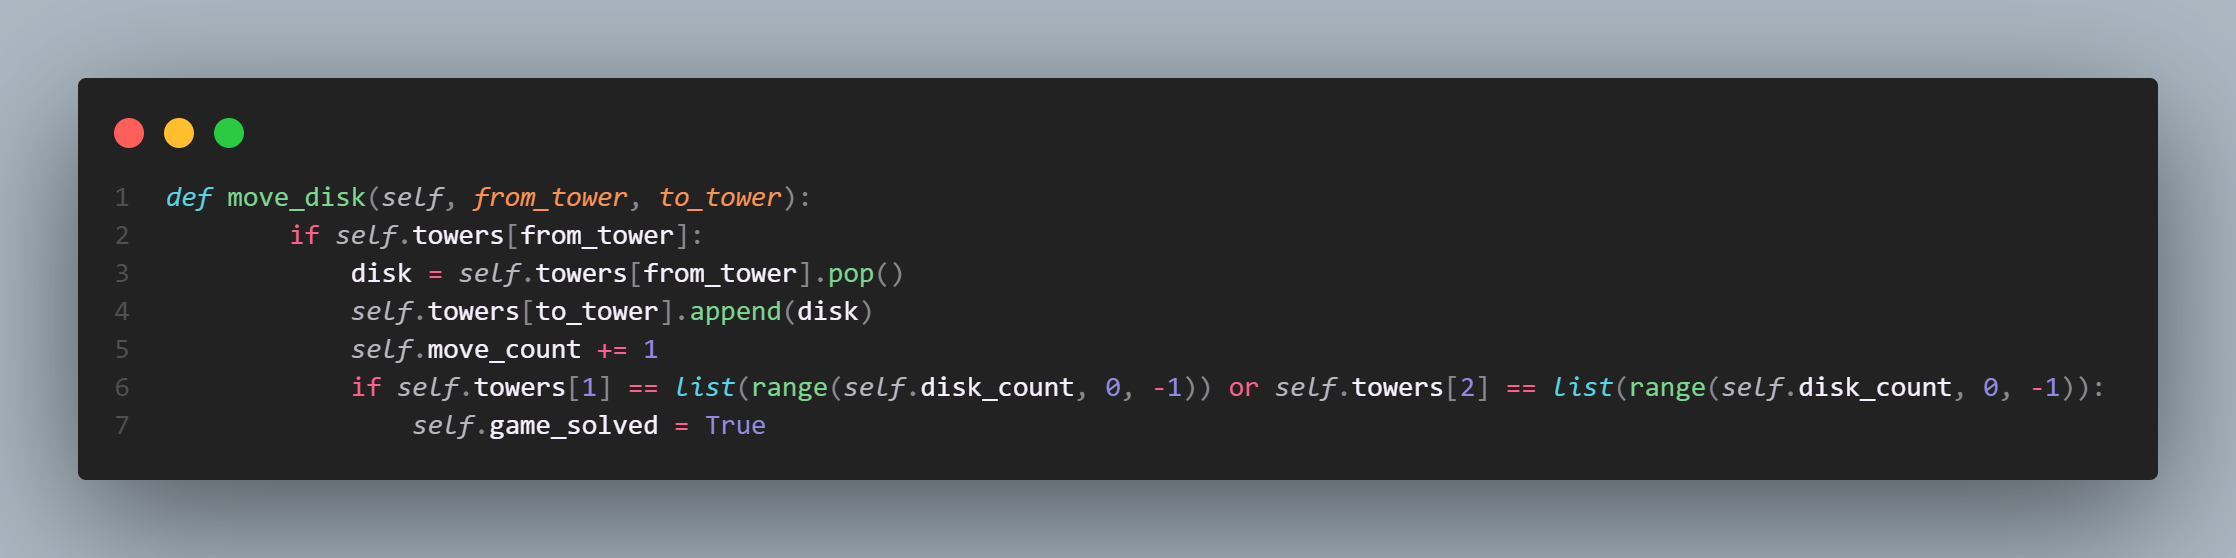 1 def move_disk(self, from_tower, to_tower):
2         if self.towers[from_tower]:
3             disk = self.towers[from_tower].pop()
4             self.towers[to_tower].append(disk)
5             self.move_count += 1
6             if self.towers[1] == list(range(self.disk_count, 0, -1)) or self.towers[2] == list(range(self.disk_count, 0, -1)):
7                 self.game_solved = True